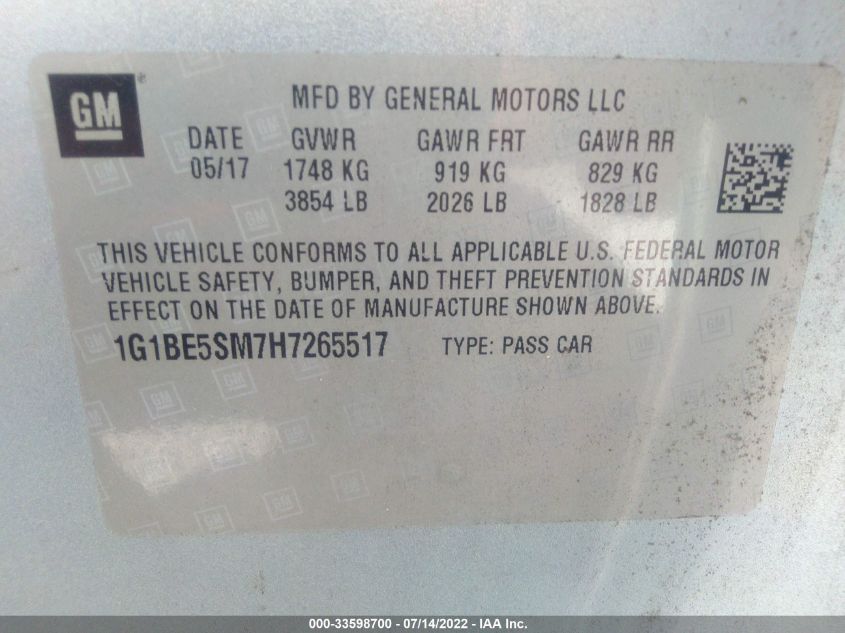 GM
MFD BY GENERAL MOTORS LLC
DATE GVWR GAWR FRT GAWR RR
05/17 1748 KG 919 KG 829 KG
3854 LB 2026 LB 1828 LB
THIS VEHICLE CONFORMS TO ALL APPLICABLE U.S. FEDERAL MOTOR
VEHICLE SAFETY, BUMPER, AND THEFT PREVENTION STANDARDS IN
EFFECT ON THE DATE OF MANUFACTURE SHOWN ABOVE.
1G1BE5SM7H7265517 TYPE: PASS CAR
000-33598700 - 07/14/2022 - IAA Inc.